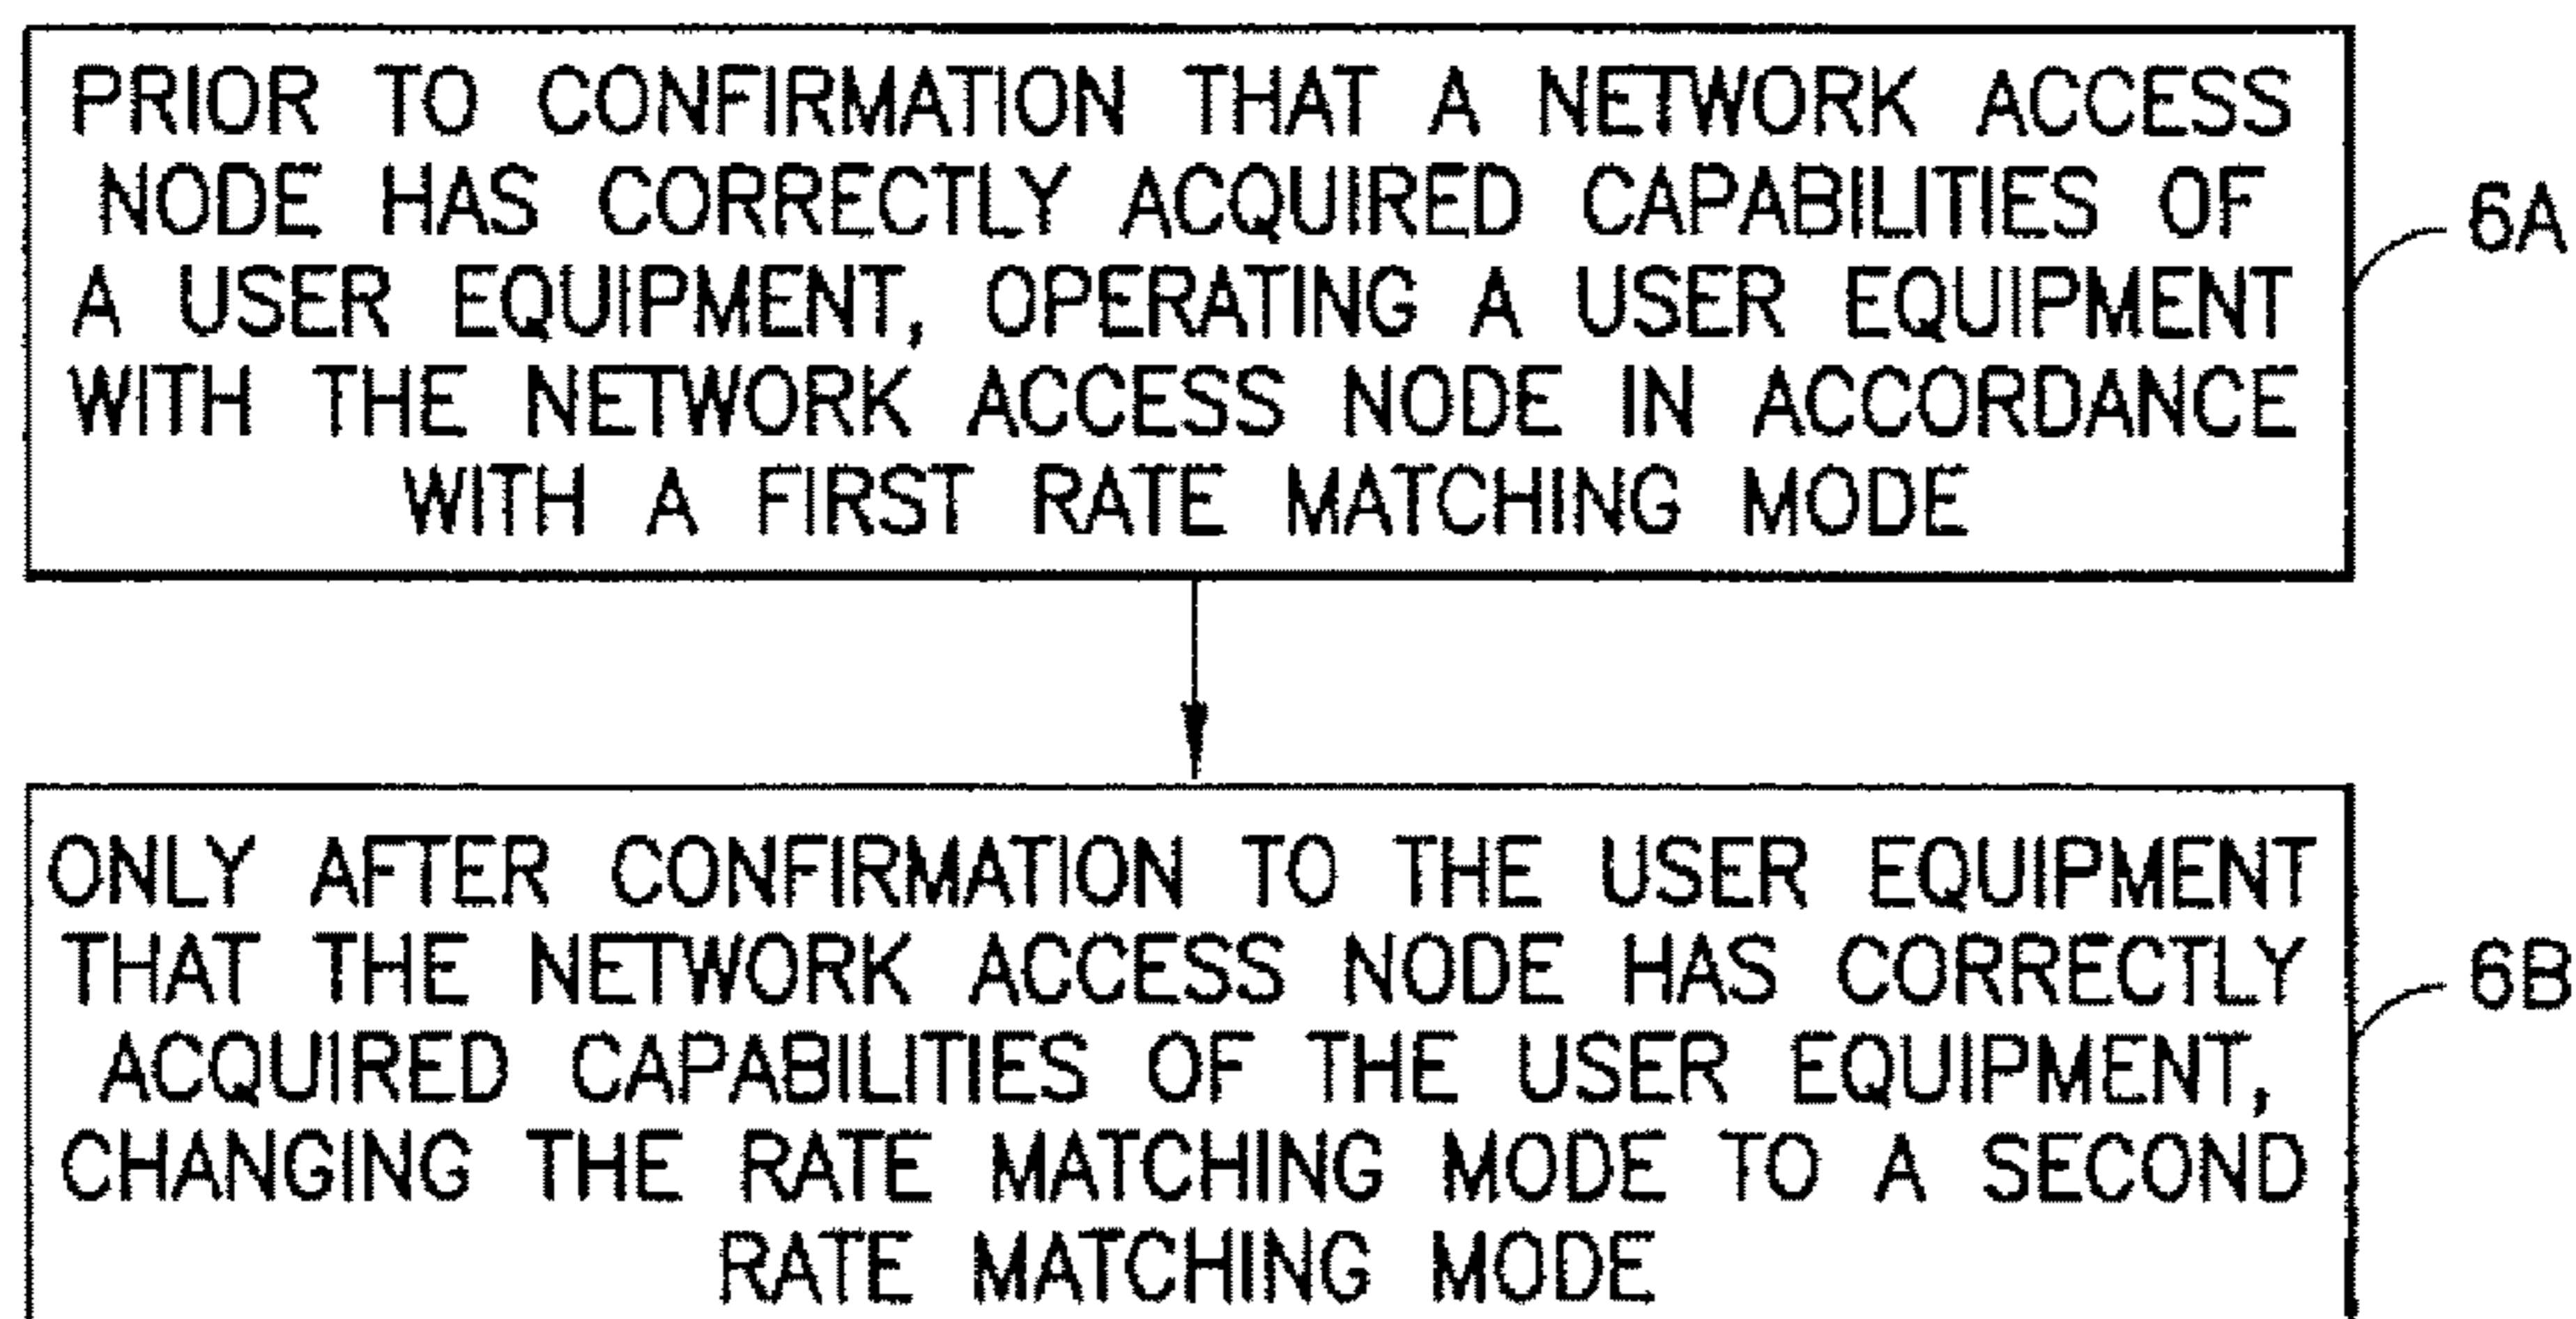 PRIOR TO CONFIRMATION THAT A NETWORK ACCESS
NODE HAS CORRECTLY ACQUIRED CAPABILITIES OF
A USER EQUIPMENT, OPERATING A USER EQUIPMENT
WITH THE NETWORK ACCESS NODE IN ACCORDANCE
WITH A FIRST RATE MATCHING MODE
6A
ONLY AFTER CONFIRMATION TO THE USER EQUIPMENT
THAT THE NETWORK ACCESS NODE HAS CORRECTLY
ACQUIRED CAPABILITIES OF THE USER EQUIPMENT,
CHANGING THE RATE MATCHING MODE TO A SECOND
RATE MATCHING MODE
6B